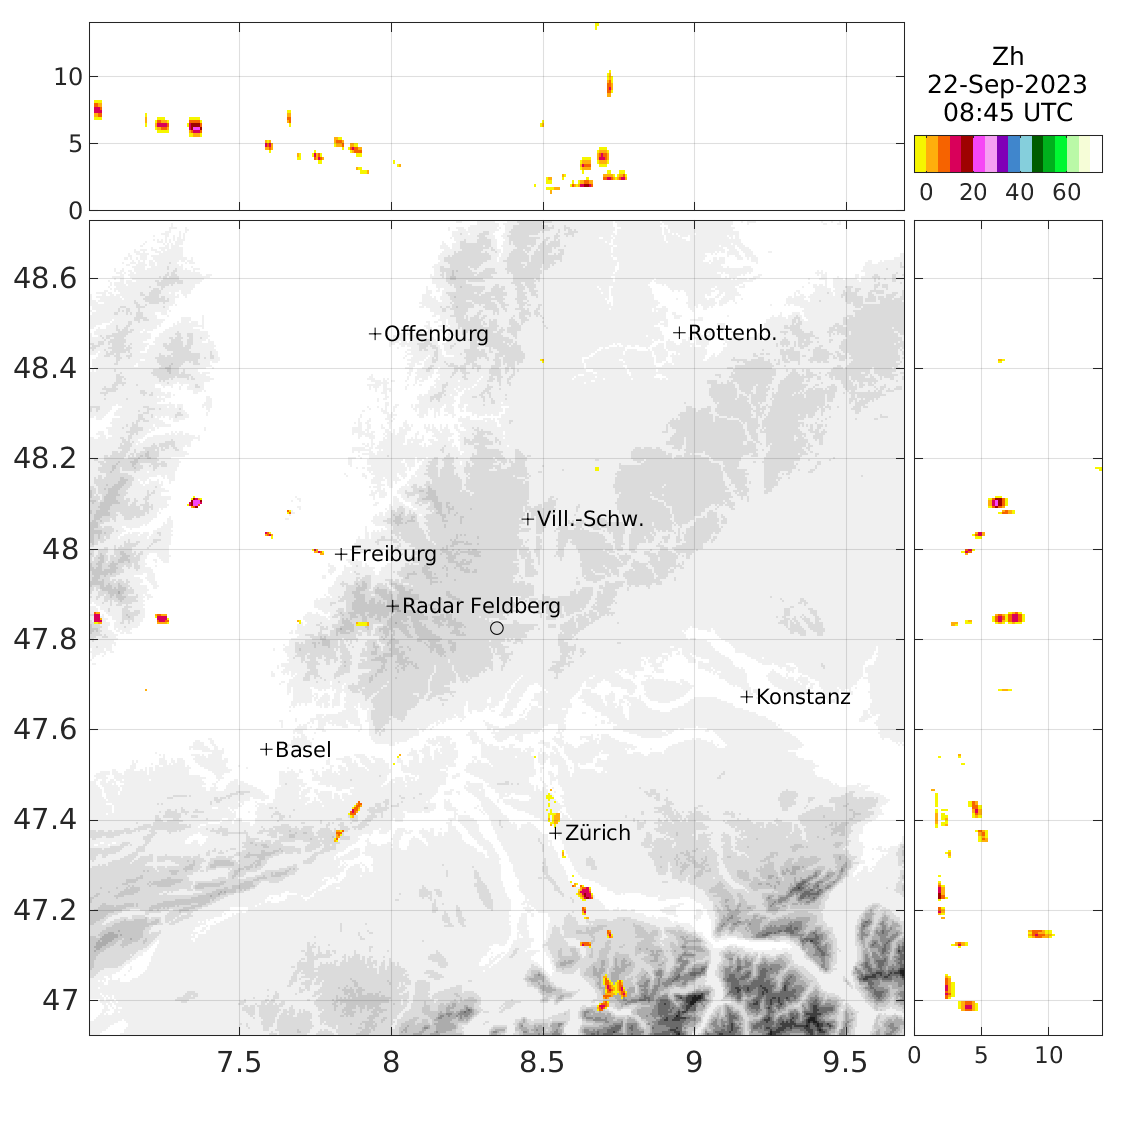 Zh
22-Sep-2023
08:45 UTC
0 20 40 60
10
5
0
48.6
48.4
48.2
48
47.8
47.6
47.4
47.2
47
Offenburg
Rottenb.
Vill.-Schw.
Freiburg
Radar Feldberg
Konstanz
Basel
Zürich
7.5 8 8.5 9 9.5
0 5 10